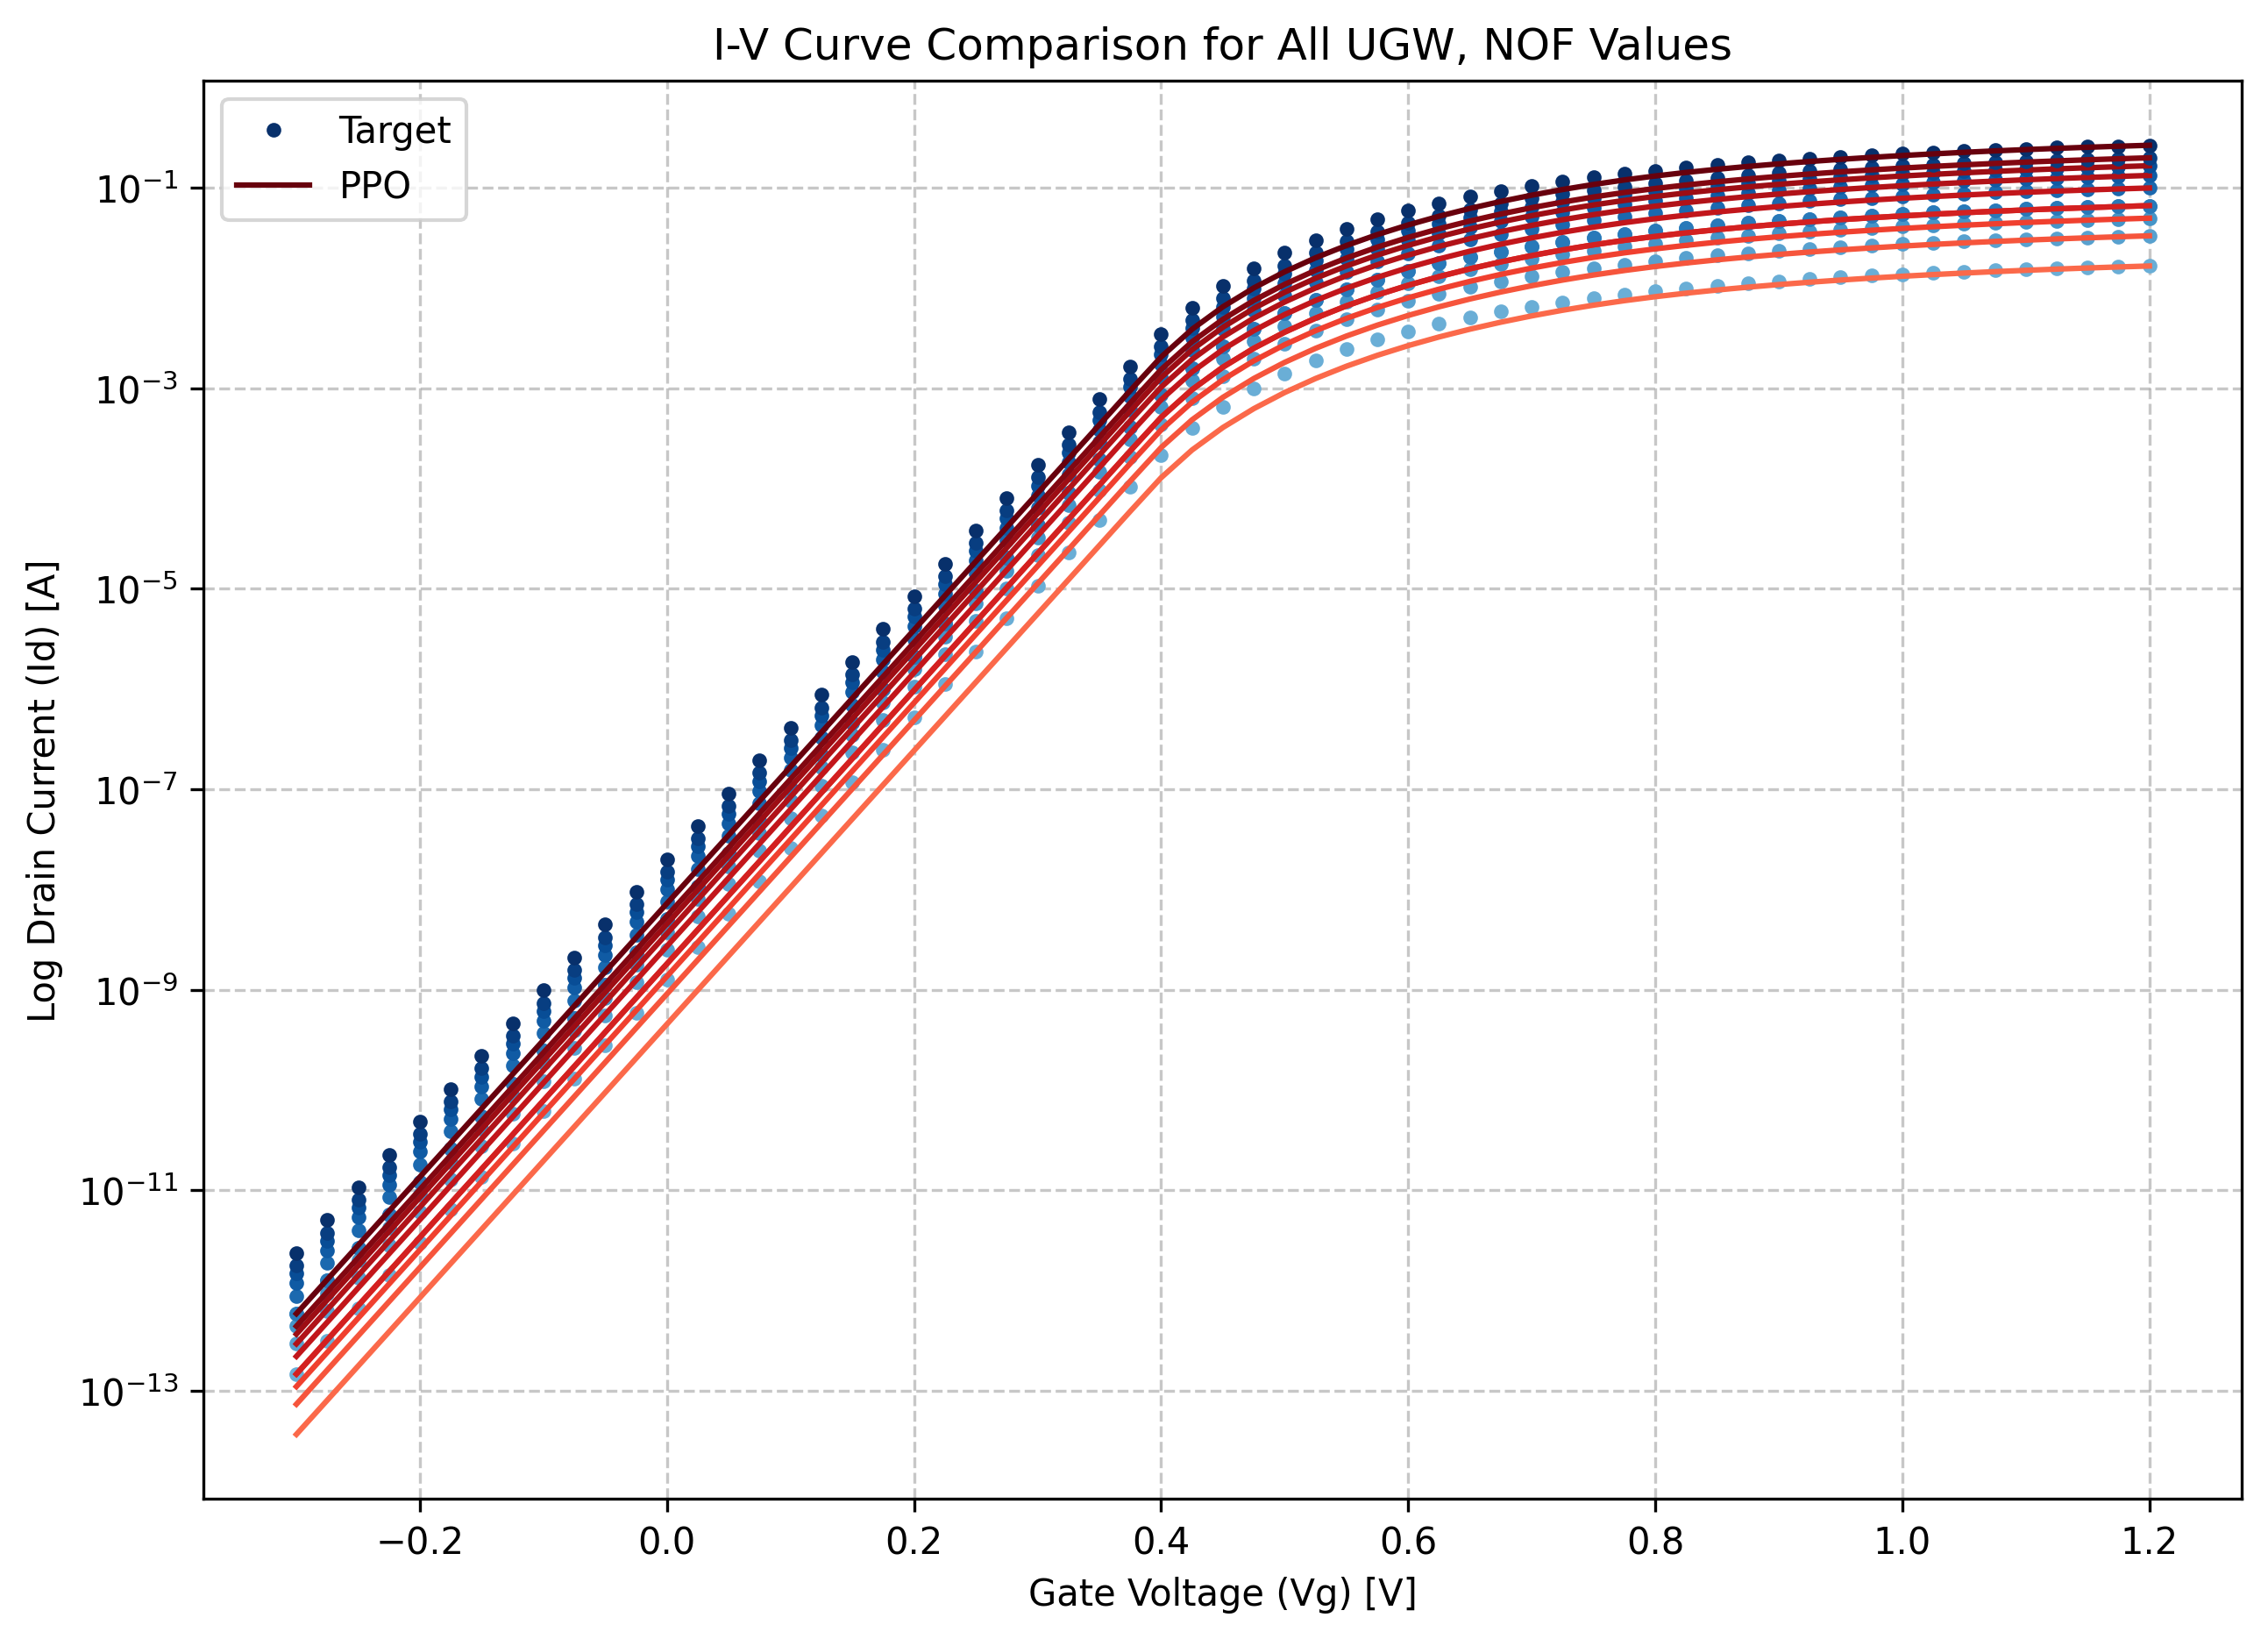 I-V Curve Comparison for All UGW, NOF Values
Target
PPO
Log Drain Current (Id) [A]
10⁻¹
10⁻³
10⁻⁵
10⁻⁷
10⁻⁹
10⁻¹¹
10⁻¹³
−0.2 0.0 0.2 0.4 0.6 0.8 1.0 1.2
Gate Voltage (Vg) [V]